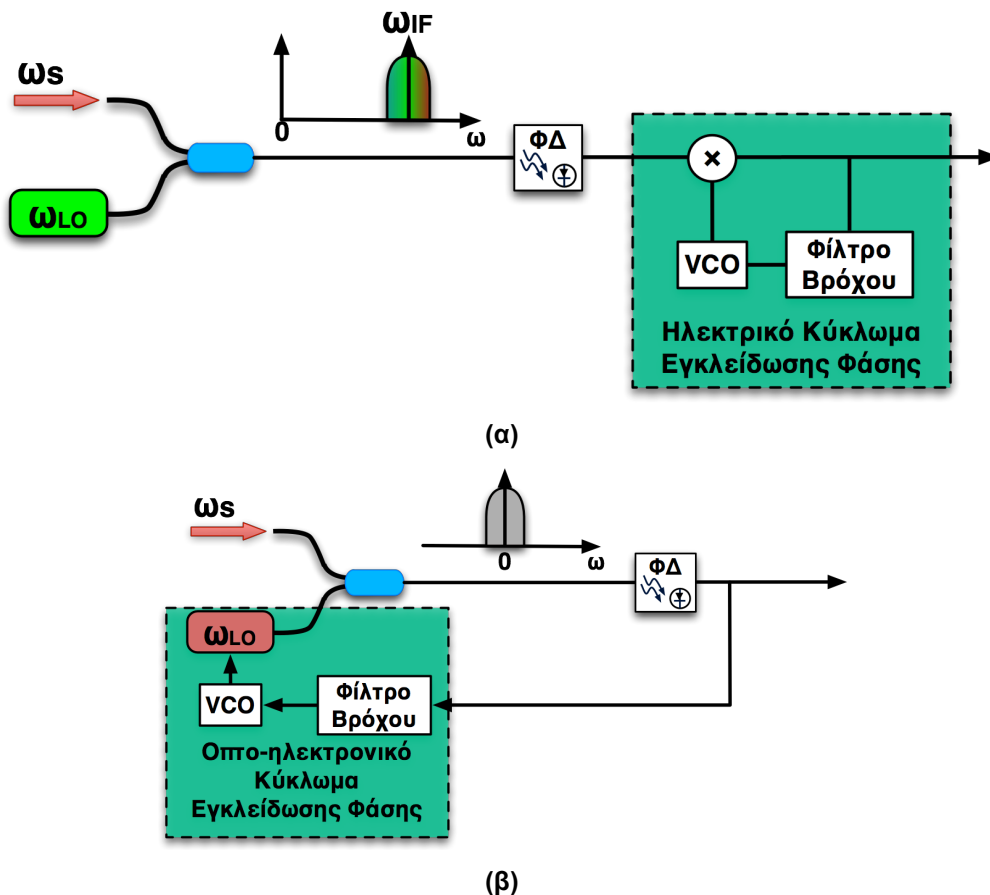 ωIF
ωs
0
ω
ΦΔ
×
ωLO
VCO
Φίλτρο
Βρόχου
Ηλεκτρικό Κύκλωμα
Εγκλείδωσης Φάσης
(α)
ωs
0
ω
ΦΔ
ωLO
VCO
Φίλτρο
Βρόχου
Οπτο-ηλεκτρονικό
Κύκλωμα
Εγκλείδωσης Φάσης
(β)